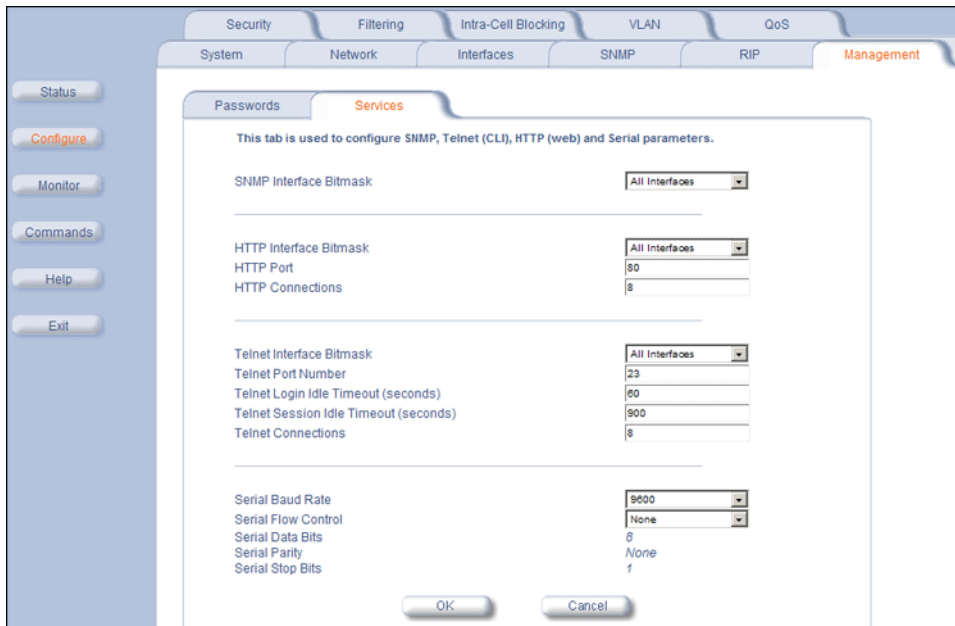 Security Filtering Intra-Cell Blocking VLAN QoS
System Network Interfaces SNMP RIP Management
Status
Configure
Monitor
Commands
Help
Exit
Passwords Services
This tab is used to configure SNMP, Telnet (CLI), HTTP (web) and Serial parameters.
SNMP Interface Bitmask All Interfaces
HTTP Interface Bitmask All Interfaces
HTTP Port 80
HTTP Connections 8
Telnet Interface Bitmask All Interfaces
Telnet Port Number 23
Telnet Login Idle Timeout (seconds) 60
Telnet Session Idle Timeout (seconds) 900
Telnet Connections 8
Serial Baud Rate 9600
Serial Flow Control None
Serial Data Bits 8
Serial Parity None
Serial Stop Bits 1
OK Cancel